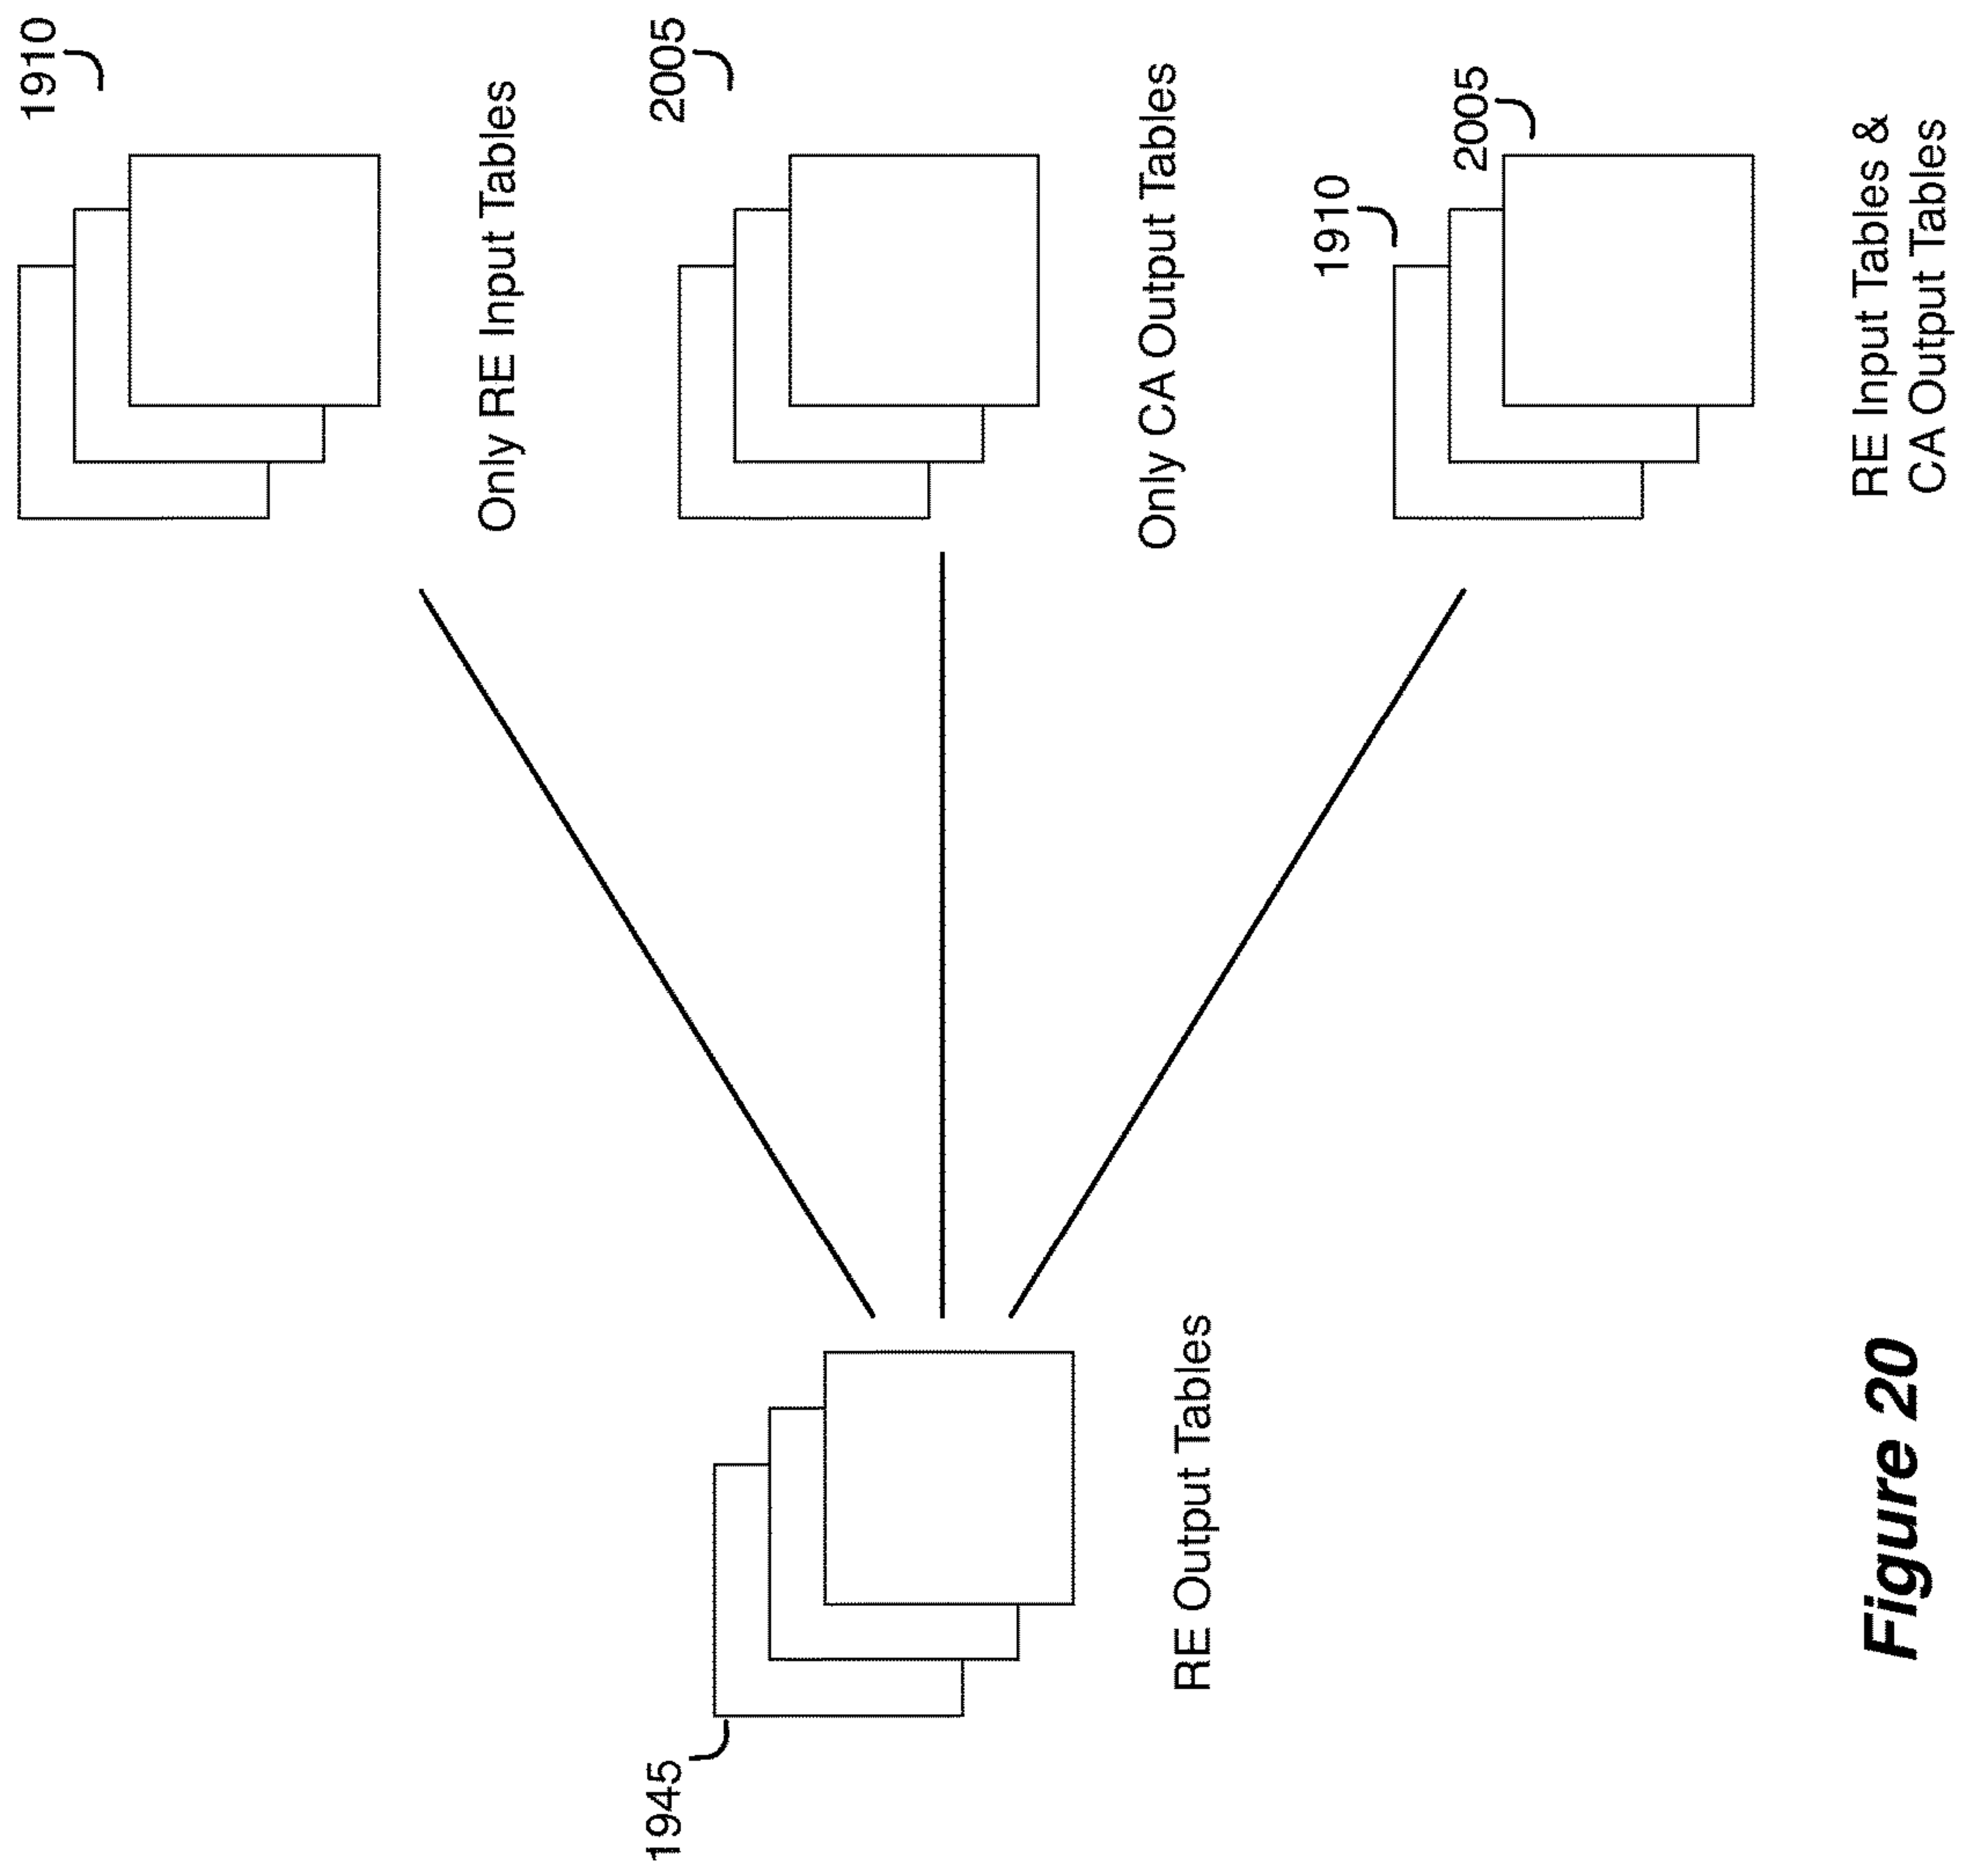 1910
Only RE Input Tables
2005
Only CA Output Tables
1910
2005
RE Input Tables &
CA Output Tables
1945
RE Output Tables
Figure 20